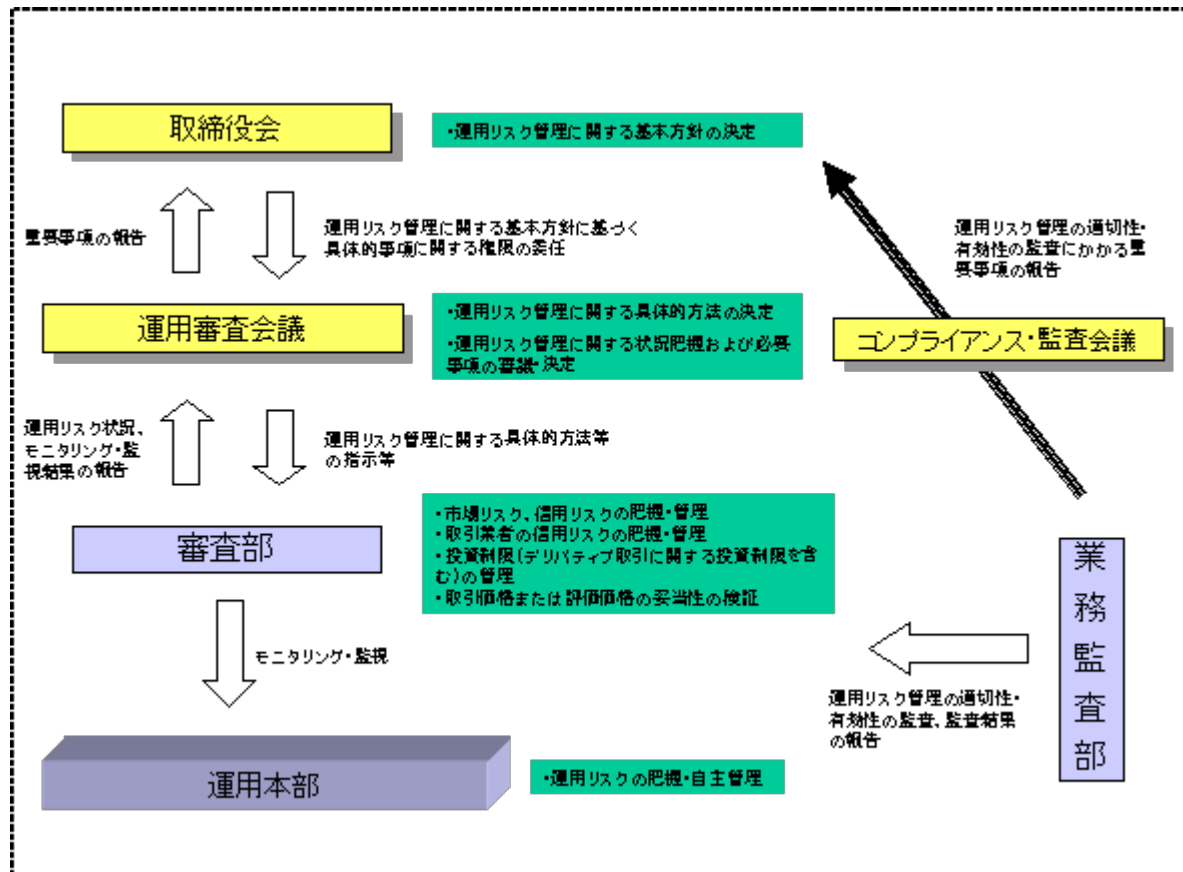 取締役会
・運用リスク管理に関する基本方針の決定
重要事項の報告
運用リスク管理に関する基本方針に基づく
具体的事項に関する権限の委任
運用リスク管理の適切性・
有効性の監査にかかる重
要事項の報告
運用審査会議
・運用リスク管理に関する具体的方法の決定
・運用リスク管理に関する状況把握および必要
事項の審議・決定
コンプライアンス・監査会議
運用リスク状況、
モニタリング・監
視結果の報告
運用リスク管理に関する具体的方法等
の指示等
審査部
・市場リスク、信用リスクの把握・管理
・取引業者の信用リスクの把握・管理
・投資制限(デリバティブ取引に関する投資制限を含
む)の管理
・取引価格または評価価格の妥当性の検証
業務監査部
モニタリング・監視
運用リスク管理の適切性・
有効性の監査、監査結果
の報告
運用本部
・運用リスクの把握・自主管理